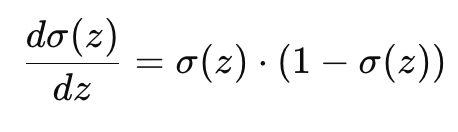 dσ(z)/dz = σ(z) · (1 − σ(z))